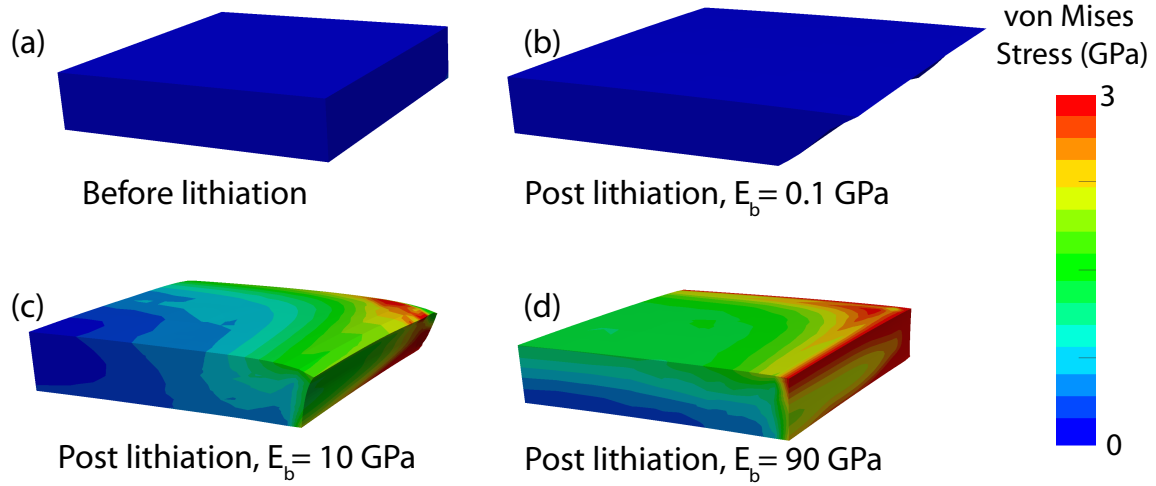 (a)
(b)
von Mises
Stress (GPa)
3
Before lithiation
Post lithiation, E_b= 0.1 GPa
(c)
(d)
0
Post lithiation, E_b= 10 GPa
Post lithiation, E_b= 90 GPa